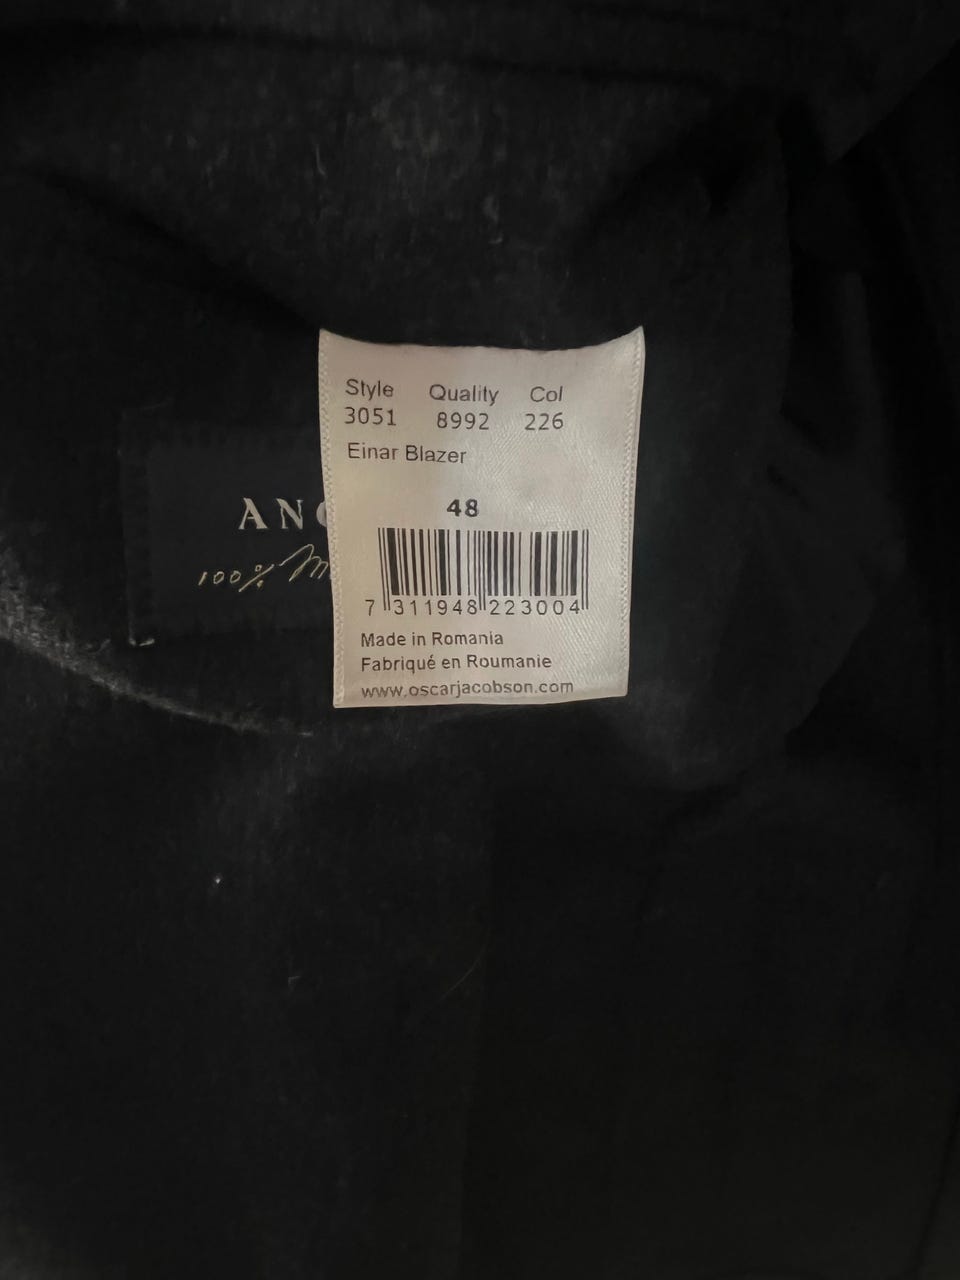 Style Quality Col
3051 8992 226
Einar Blazer
48
7 311948 223004
Made in Romania
Fabriqué en Roumanie
www.oscarjacobson.com
100%